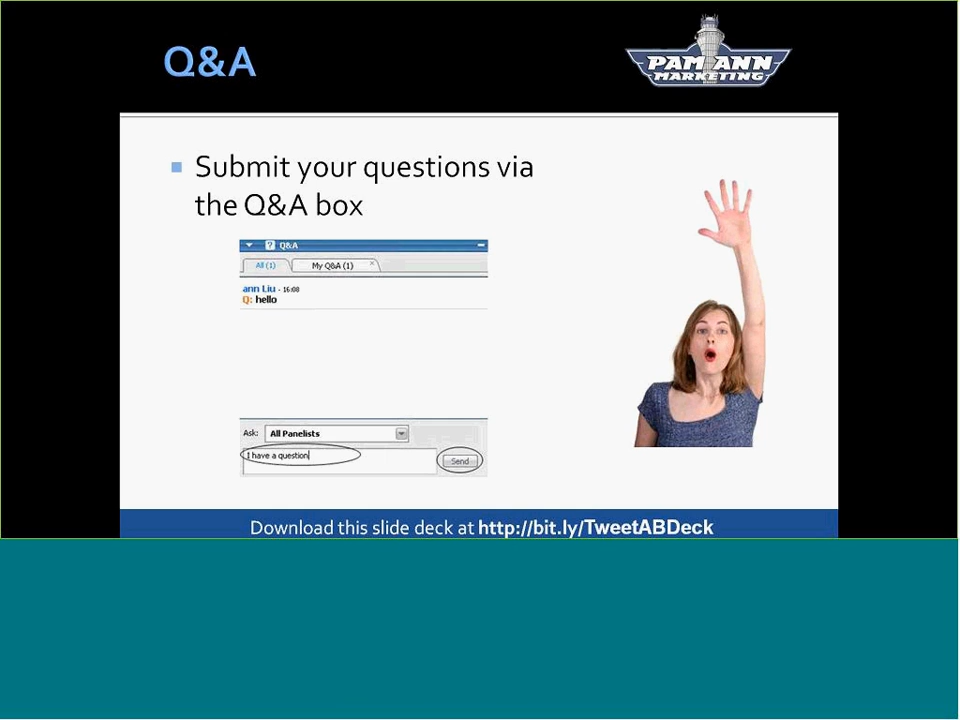 Q&A
PAM ANN
MARKETING
Submit your questions via
the Q&A box
? Q&A
All (1) My Q&A (1) ×
ann Liu - 16:08
Q: hello
Ask: All Panelists
I have a question
Send
Download this slide deck at http://bit.ly/TweetABDeck